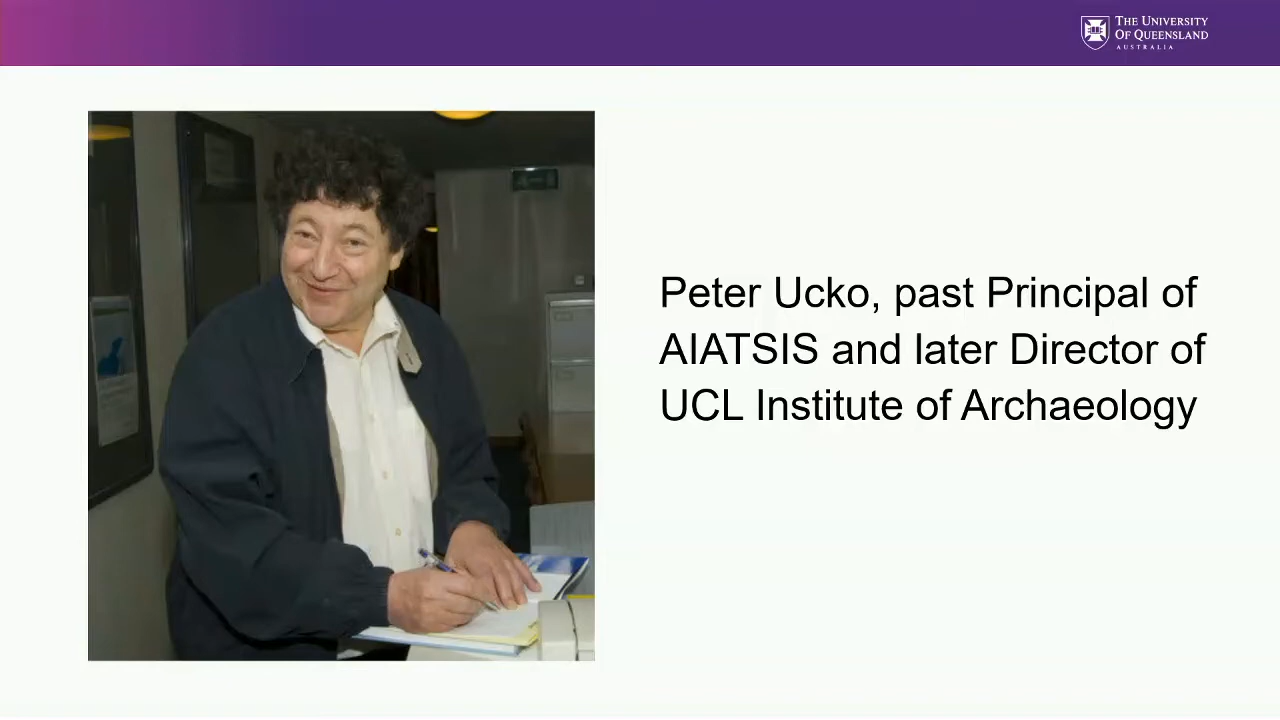 THE UNIVERSITY
OF QUEENSLAND
AUSTRALIA
Peter Ucko, past Principal of
AIATSIS and later Director of
UCL Institute of Archaeology